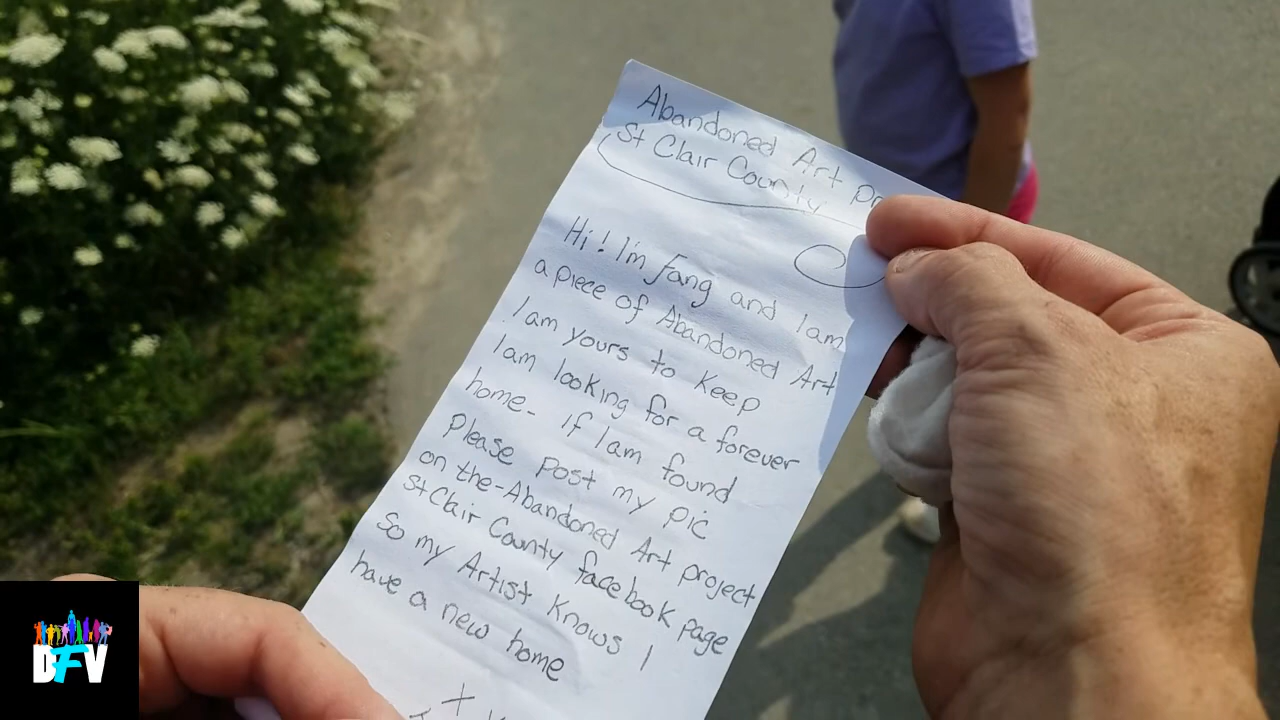 Abandoned Art
St Clair County
Hi! I'm Fang and I am
a piece of Abandoned Art
I am yours to keep
I am looking for a forever
home- if I am found
Please post my pic
on the-Abandoned Art project
St Clair County facebook page
So my Artist Knows I
have a new home
BFV